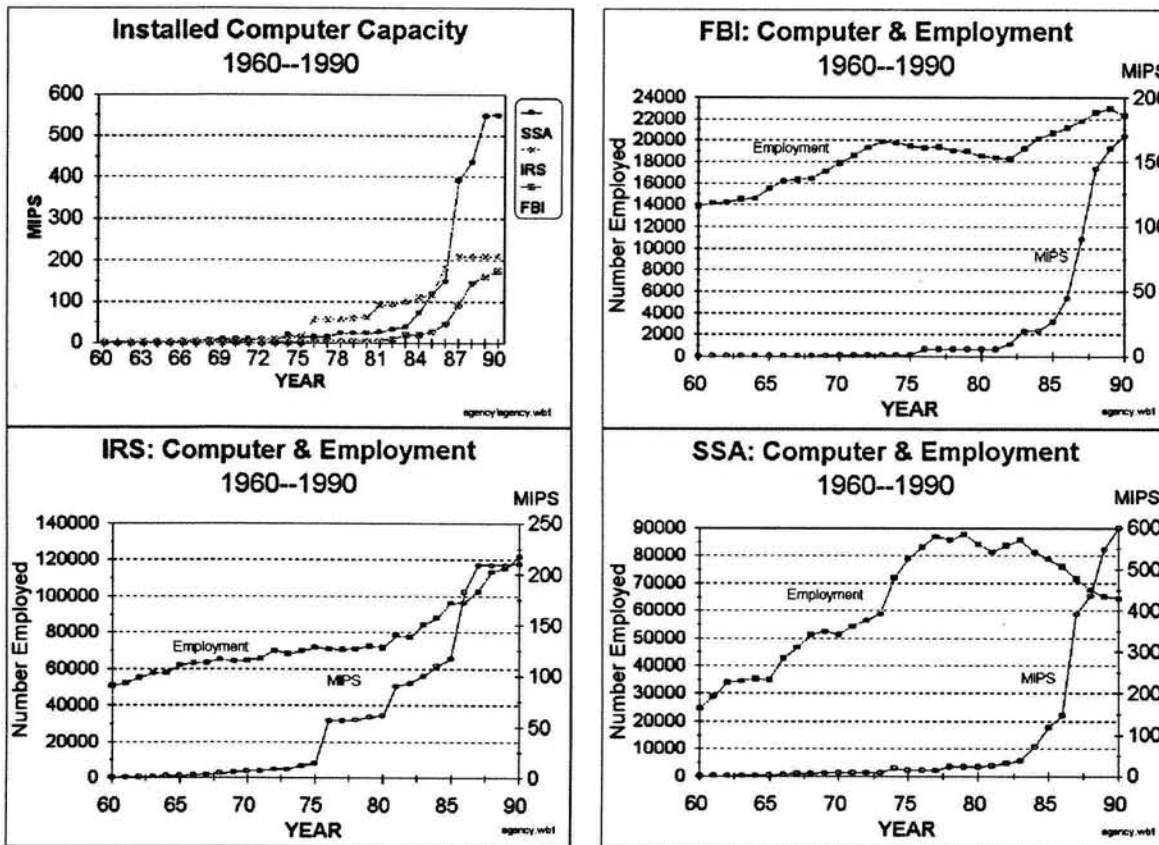 Installed Computer Capacity
1960--1990
600
500
400
300
200
100
0
MIPS
SSA
IRS
FBI
60 63 66 69 72 75 78 81 84 87 90
YEAR
agency\agency.wb1
FBI: Computer & Employment
1960--1990
MIPS
24000
22000
20000
18000
16000
14000
12000
10000
8000
6000
4000
2000
0
Number Employed
Employment
MIPS
200
150
100
50
0
60 65 70 75 80 85 90
YEAR
agency.wb1
IRS: Computer & Employment
1960--1990
MIPS
140000
120000
100000
80000
60000
40000
20000
0
Number Employed
Employment
MIPS
250
200
150
100
50
0
60 65 70 75 80 85 90
YEAR
agency.wb1
SSA: Computer & Employment
1960--1990
MIPS
90000
80000
70000
60000
50000
40000
30000
20000
10000
0
Number Employed
Employment
MIPS
600
500
400
300
200
100
0
60 65 70 75 80 85 90
YEAR
agency.wb1